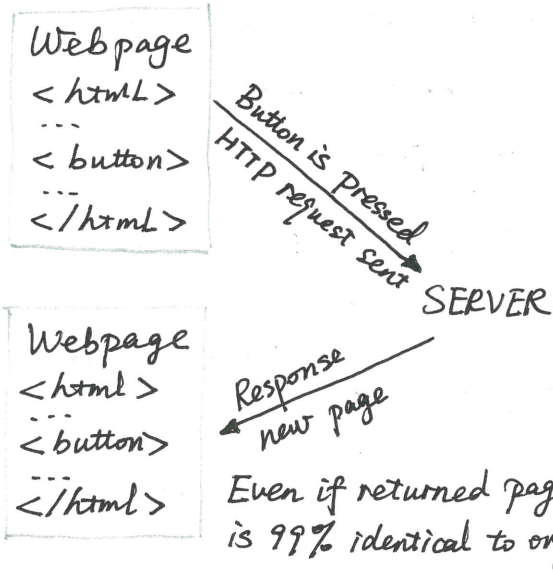 Webpage
<htmL>
---
<button>
---
</html>
Button is pressed
HTTP request sent
SERVER
Webpage
<html>
---
<button>
---
</html>
Response
new page
Even if returned pag
is 99% identical to